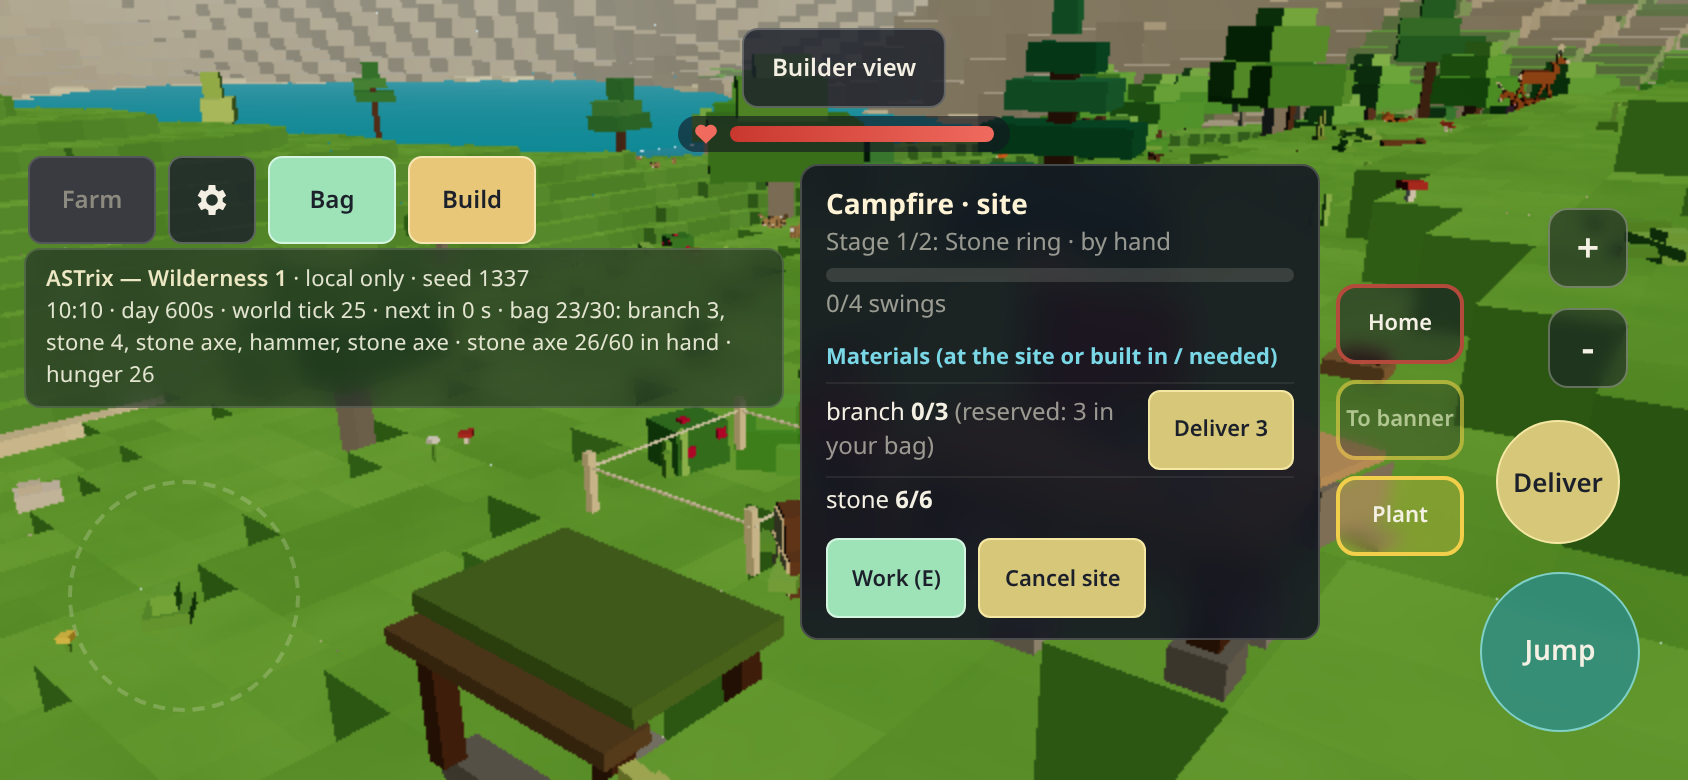 Builder view
Farm
Bag
Build
ASTrix — Wilderness 1 · local only · seed 1337
10:10 · day 600s · world tick 25 · next in 0 s · bag 23/30: branch 3,
stone 4, stone axe, hammer, stone axe · stone axe 26/60 in hand ·
hunger 26
Campfire · site
Stage 1/2: Stone ring · by hand
0/4 swings
Materials (at the site or built in / needed)
branch 0/3 (reserved: 3 in
your bag)
Deliver 3
stone 6/6
Work (E)
Cancel site
Home
To banner
Plant
+
-
Deliver
Jump